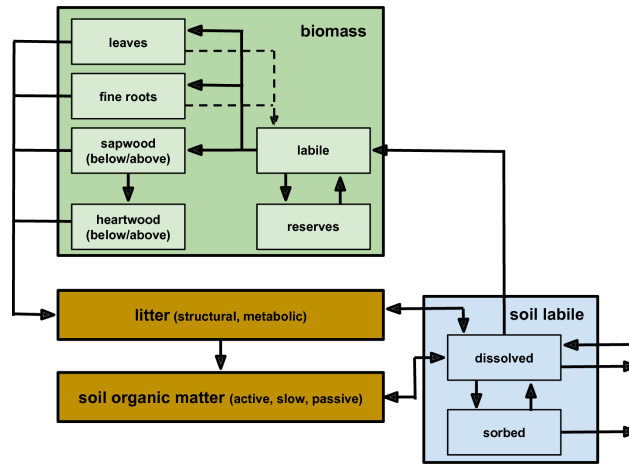 biomass
leaves
fine roots
sapwood
(below/above)
labile
heartwood
(below/above)
reserves
litter (structural, metabolic)
soil labile
dissolved
soil organic matter (active, slow, passive)
sorbed